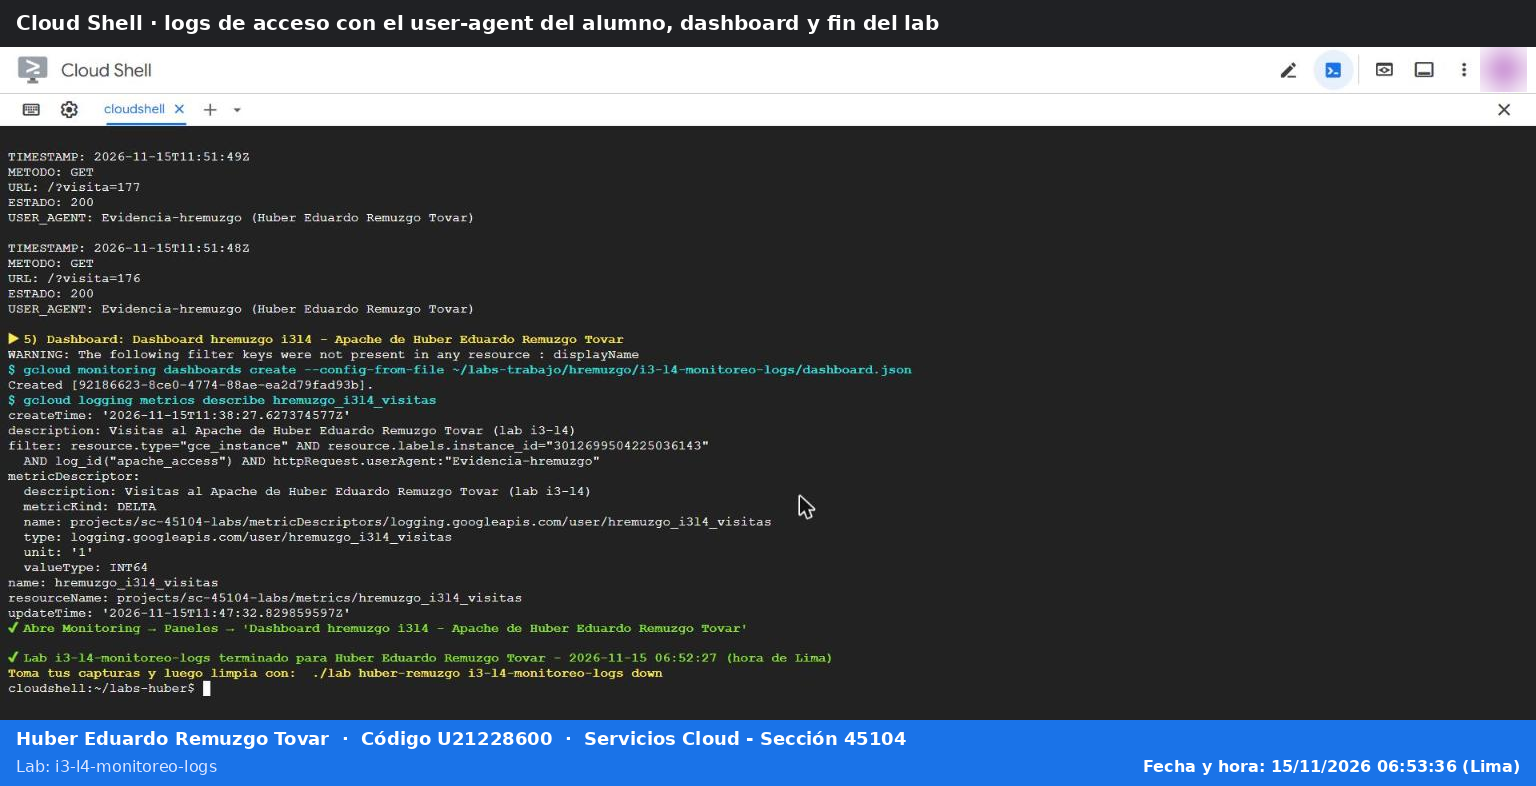 Cloud Shell · logs de acceso con el user-agent del alumno, dashboard y fin del lab
Cloud Shell
cloudshell
TIMESTAMP: 2026-11-15T11:51:49Z
METODO: GET
URL: /?visita=177
ESTADO: 200
USER_AGENT: Evidencia-hremuzgo (Huber Eduardo Remuzgo Tovar)
TIMESTAMP: 2026-11-15T11:51:48Z
METODO: GET
URL: /?visita=176
ESTADO: 200
USER_AGENT: Evidencia-hremuzgo (Huber Eduardo Remuzgo Tovar)
▶ 5) Dashboard: Dashboard hremuzgo i3l4 - Apache de Huber Eduardo Remuzgo Tovar
WARNING: The following filter keys were not present in any resource : displayName
$ gcloud monitoring dashboards create --config-from-file ~/labs-trabajo/hremuzgo/i3-l4-monitoreo-logs/dashboard.json
Created [92186623-8ce0-4774-88ae-ea2d79fad93b].
$ gcloud logging metrics describe hremuzgo_i3l4_visitas
createTime: '2026-11-15T11:38:27.627374577Z'
description: Visitas al Apache de Huber Eduardo Remuzgo Tovar (lab i3-l4)
filter: resource.type="gce_instance" AND resource.labels.instance_id="3012699504225036143"
AND log_id("apache_access") AND httpRequest.userAgent:"Evidencia-hremuzgo"
metricDescriptor:
description: Visitas al Apache de Huber Eduardo Remuzgo Tovar (lab i3-l4)
metricKind: DELTA
name: projects/sc-45104-labs/metricDescriptors/logging.googleapis.com/user/hremuzgo_i3l4_visitas
type: logging.googleapis.com/user/hremuzgo_i3l4_visitas
unit: '1'
valueType: INT64
name: hremuzgo_i3l4_visitas
resourceName: projects/sc-45104-labs/metrics/hremuzgo_i3l4_visitas
updateTime: '2026-11-15T11:47:32.829859597Z'
✔ Abre Monitoring → Paneles → 'Dashboard hremuzgo i3l4 - Apache de Huber Eduardo Remuzgo Tovar'
✔ Lab i3-l4-monitoreo-logs terminado para Huber Eduardo Remuzgo Tovar - 2026-11-15 06:52:27 (hora de Lima)
Toma tus capturas y luego limpia con:  ./lab huber-remuzgo i3-l4-monitoreo-logs down
cloudshell:~/labs-huber$
Huber Eduardo Remuzgo Tovar · Código U21228600 · Servicios Cloud - Sección 45104
Lab: i3-l4-monitoreo-logs
Fecha y hora: 15/11/2026 06:53:36 (Lima)